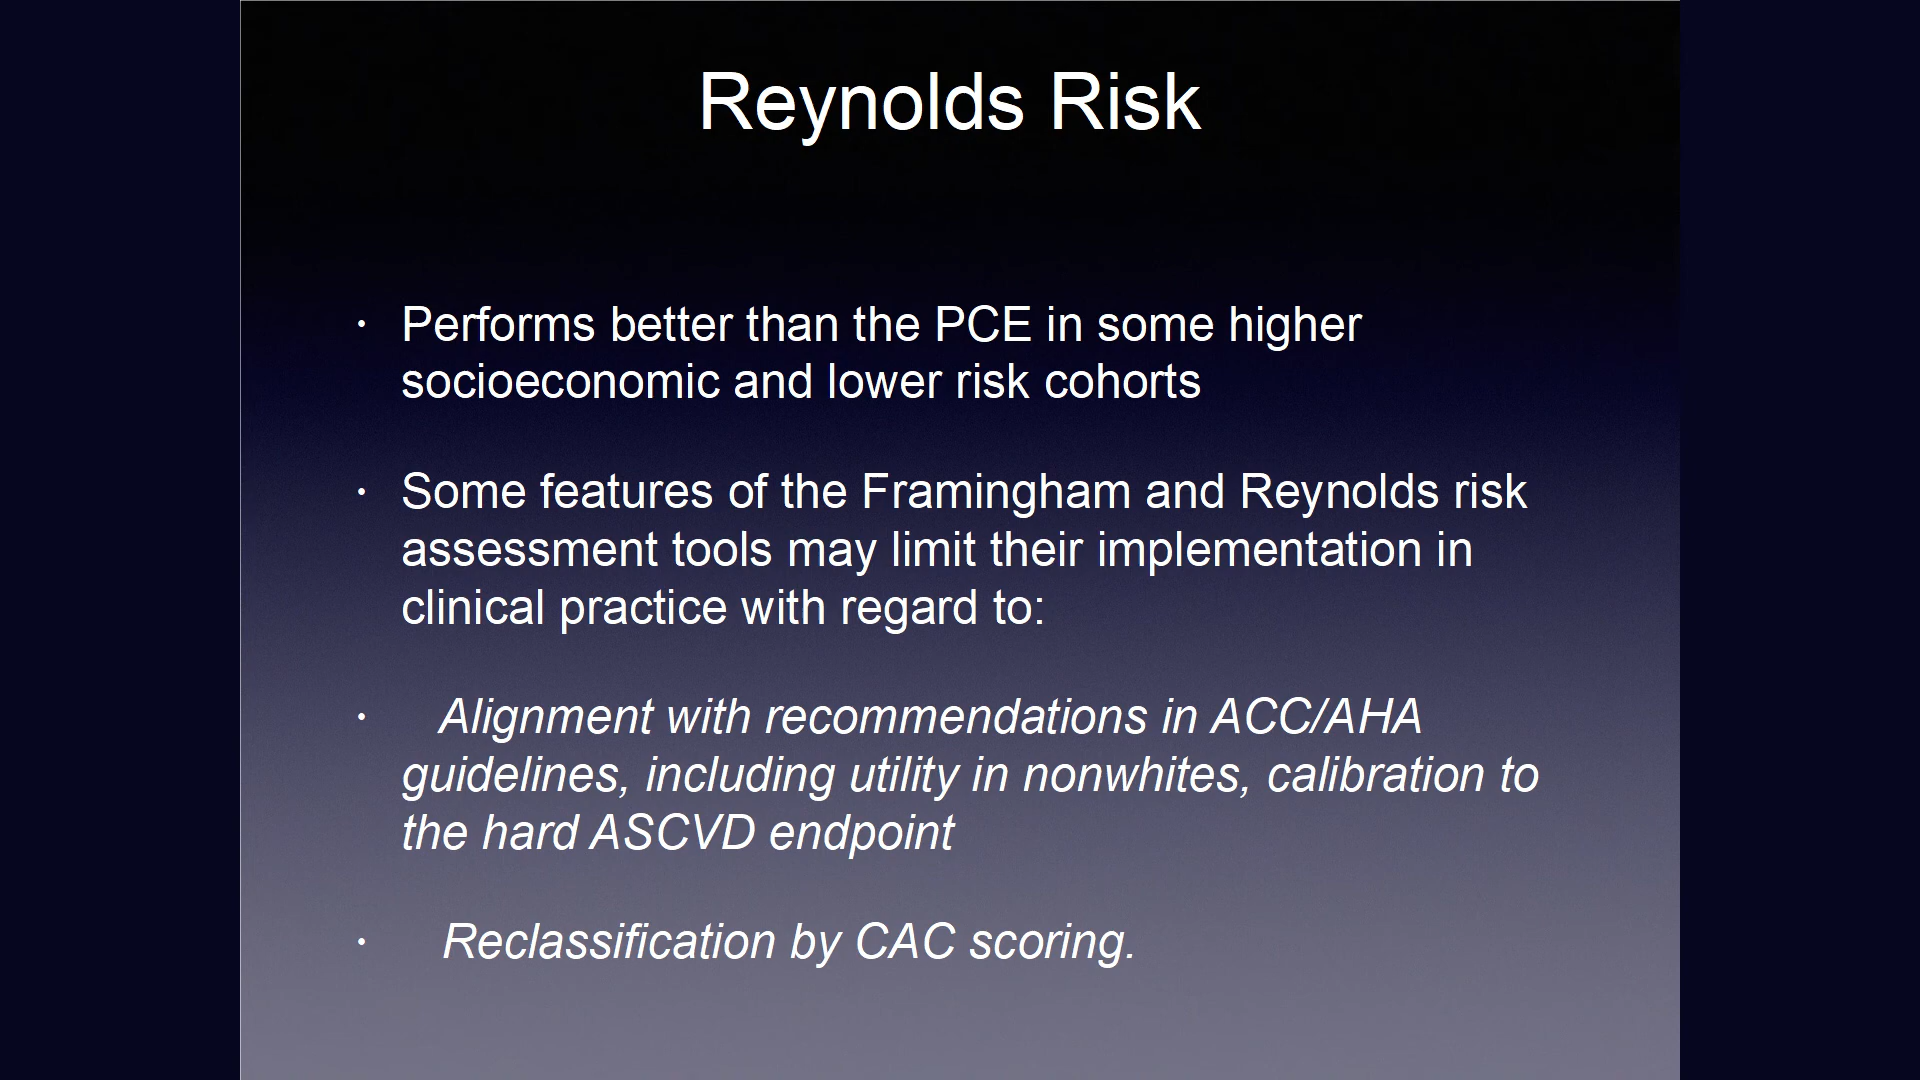 Reynolds Risk
• Performs better than the PCE in some higher
socioeconomic and lower risk cohorts
• Some features of the Framingham and Reynolds risk
assessment tools may limit their implementation in
clinical practice with regard to:
• Alignment with recommendations in ACC/AHA
guidelines, including utility in nonwhites, calibration to
the hard ASCVD endpoint
• Reclassification by CAC scoring.